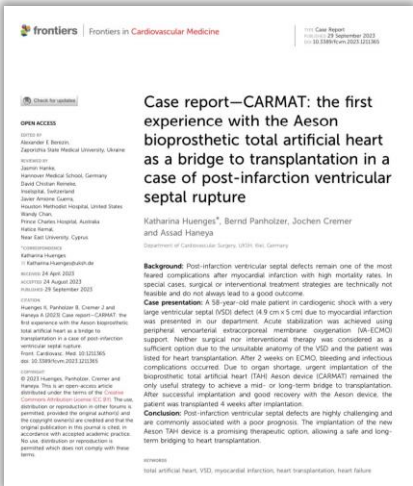 frontiers | Frontiers in Cardiovascular Medicine
TYPE Case Report
PUBLISHED 29 September 2023
DOI 10.3389/fcvm.2023.1211365
Check for updates
OPEN ACCESS
EDITED BY
Alexander E Berezin,
Zaporizhia State Medical University, Ukraine
REVIEWED BY
Jasmin Hanke,
Hannover Medical School, Germany
David Christian Reineke,
Inselspital, Switzerland
Javier Amione Guerra,
Houston Methodist Hospital, United States
Wandy Chan,
Prince Charles Hospital, Australia
Hatice Kemal,
Near East University, Cyprus
*CORRESPONDENCE
Katharina Huenges
Katharina.Huenges@uksh.de
RECEIVED 24 April 2023
ACCEPTED 24 August 2023
PUBLISHED 29 September 2023
CITATION
Huenges K, Panholzer B, Cremer J and
Haneya A (2023) Case report—CARMAT: the
first experience with the Aeson bioprosthetic
total artificial heart as a bridge to
transplantation in a case of post-infarction
ventricular septal rupture
Front. Cardiovasc. Med. 10:1211365.
doi: 10.3389/fcvm.2023.1211365
COPYRIGHT
© 2023 Huenges, Panholzer, Cremer and
Haneya. This is an open-access article
distributed under the terms of the Creative
Commons Attribution License (CC BY). The use,
distribution or reproduction in other forums is
permitted, provided the original author(s) and
the copyright owner(s) are credited and that the
original publication in this journal is cited, in
accordance with accepted academic practice.
No use, distribution or reproduction is
permitted which does not comply with these
terms.
Case report—CARMAT: the first
experience with the Aeson
bioprosthetic total artificial heart
as a bridge to transplantation in a
case of post-infarction ventricular
septal rupture
Katharina Huenges*, Bernd Panholzer, Jochen Cremer
and Assad Haneya
Department of Cardiovascular Surgery, UKSH, Kiel, Germany
Background: Post-infarction ventricular septal defects remain one of the most
feared complications after myocardial infarction with high mortality rates. In
special cases, surgical or interventional treatment strategies are technically not
feasible and do not always lead to a good outcome.
Case presentation: A 58-year-old male patient in cardiogenic shock with a very
large ventricular septal (VSD) defect (4.9 cm x 5 cm) due to myocardial infarction
was presented in our department. Acute stabilization was achieved using
peripheral venoarterial extracorporeal membrane oxygenation (VA-ECMO)
support. Neither surgical nor interventional therapy was considered as a
sufficient option due to the unsuitable anatomy of the VSD and the patient was
listed for heart transplantation. After 2 weeks on ECMO, bleeding and infectious
complications occurred. Due to organ shortage, urgent implantation of the
bioprosthetic total artificial heart (TAH) Aeson device (CARMAT) remained the
only useful strategy to achieve a mid- or long-term bridge to transplantation.
After successful implantation and good recovery with the Aeson device, the
patient was transplanted 4 weeks after implantation.
Conclusion: Post-infarction ventricular defects are highly challenging and
are commonly associated with a poor prognosis. The implantation of the new
Aeson TAH device is a promising therapeutic option, allowing a safe and long-
term bridging to heart transplantation.
KEYWORDS
total artificial heart, VSD, myocardial infarction, heart transplantation, heart failure